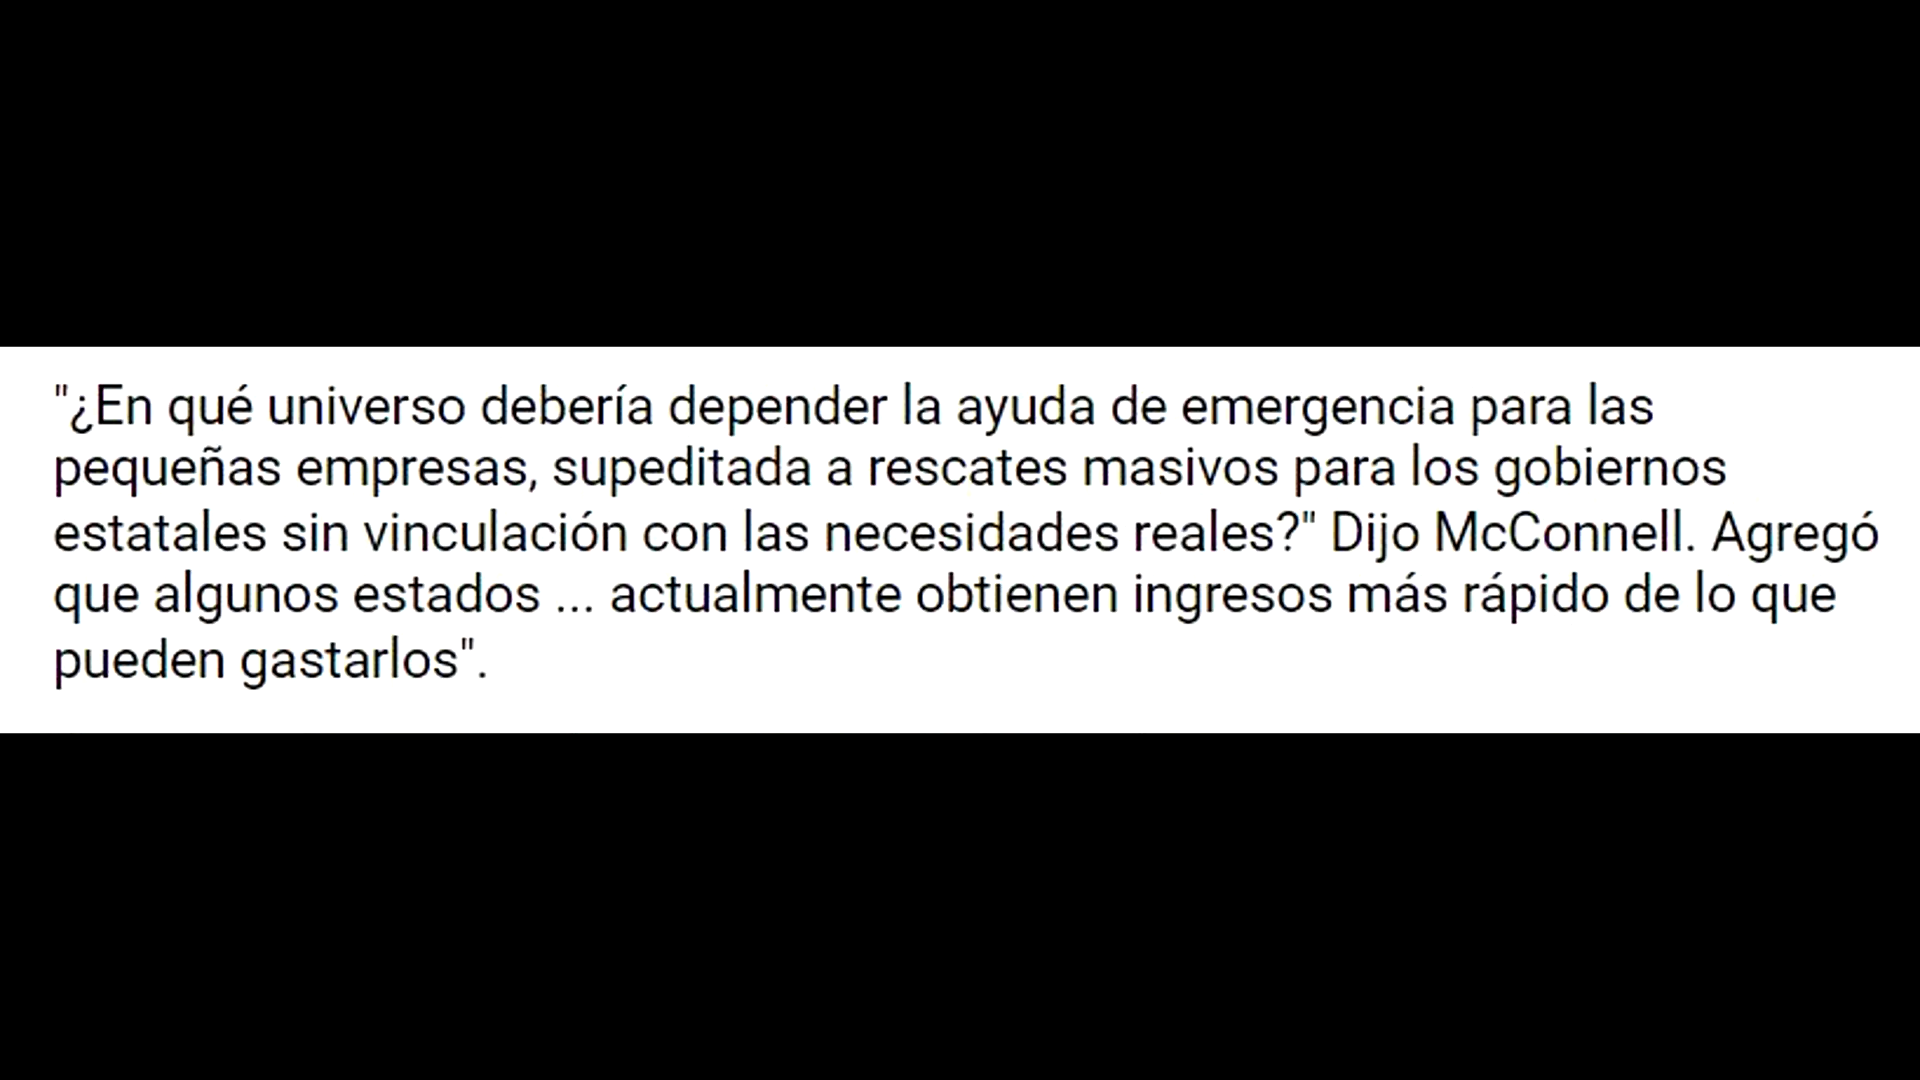 "¿En qué universo debería depender la ayuda de emergencia para las
pequeñas empresas, supeditada a rescates masivos para los gobiernos
estatales sin vinculación con las necesidades reales?" Dijo McConnell. Agregó
que algunos estados ... actualmente obtienen ingresos más rápido de lo que
pueden gastarlos".